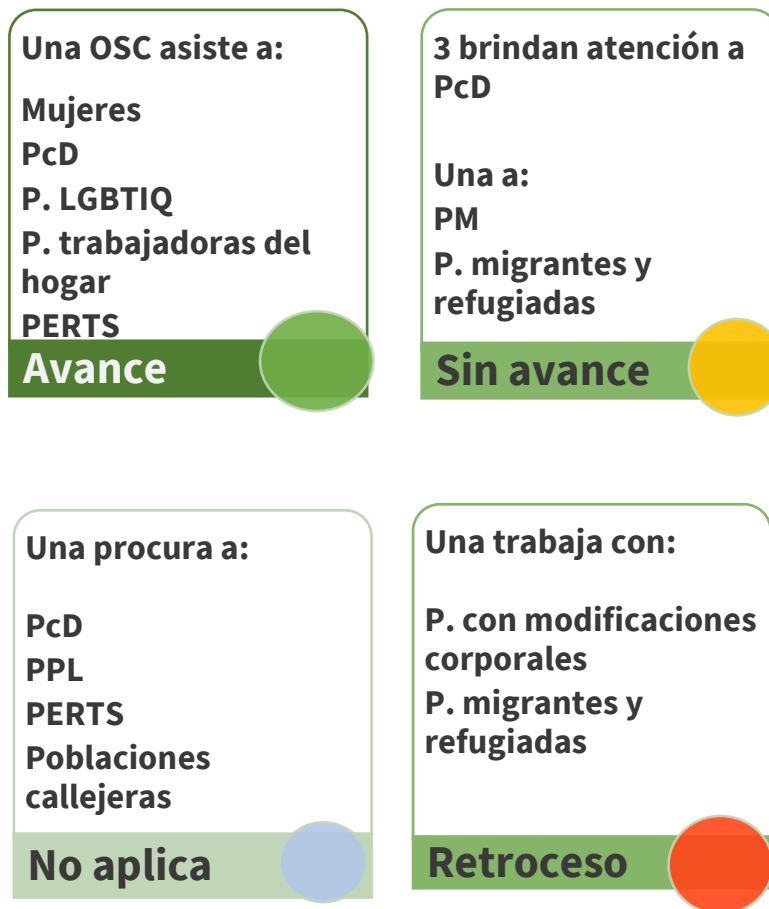 Una OSC asiste a:
Mujeres
PcD
P. LGBTIQ
P. trabajadoras del
hogar
PERTS
Avance
3 brindan atención a
PcD
Una a:
PM
P. migrantes y
refugiadas
Sin avance
Una procura a:
PcD
PPL
PERTS
Poblaciones
callejeras
No aplica
Una trabaja con:
P. con modificaciones
corporales
P. migrantes y
refugiadas
Retroceso